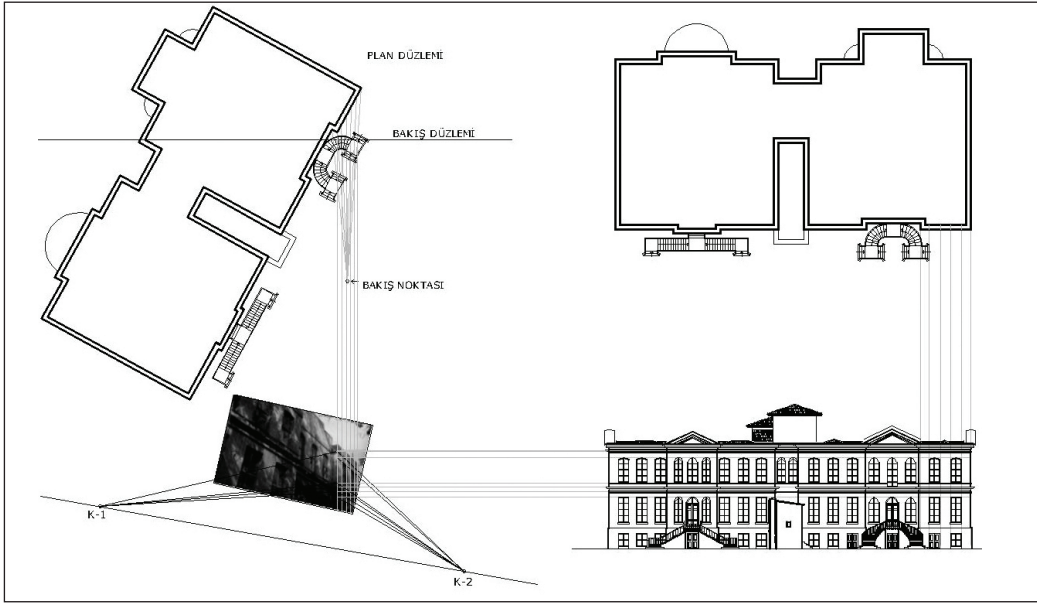 PLAN DÜZLEMİ
BAKIŞ DÜZLEMİ
BAKIŞ NOKTASI
K-1
K-2